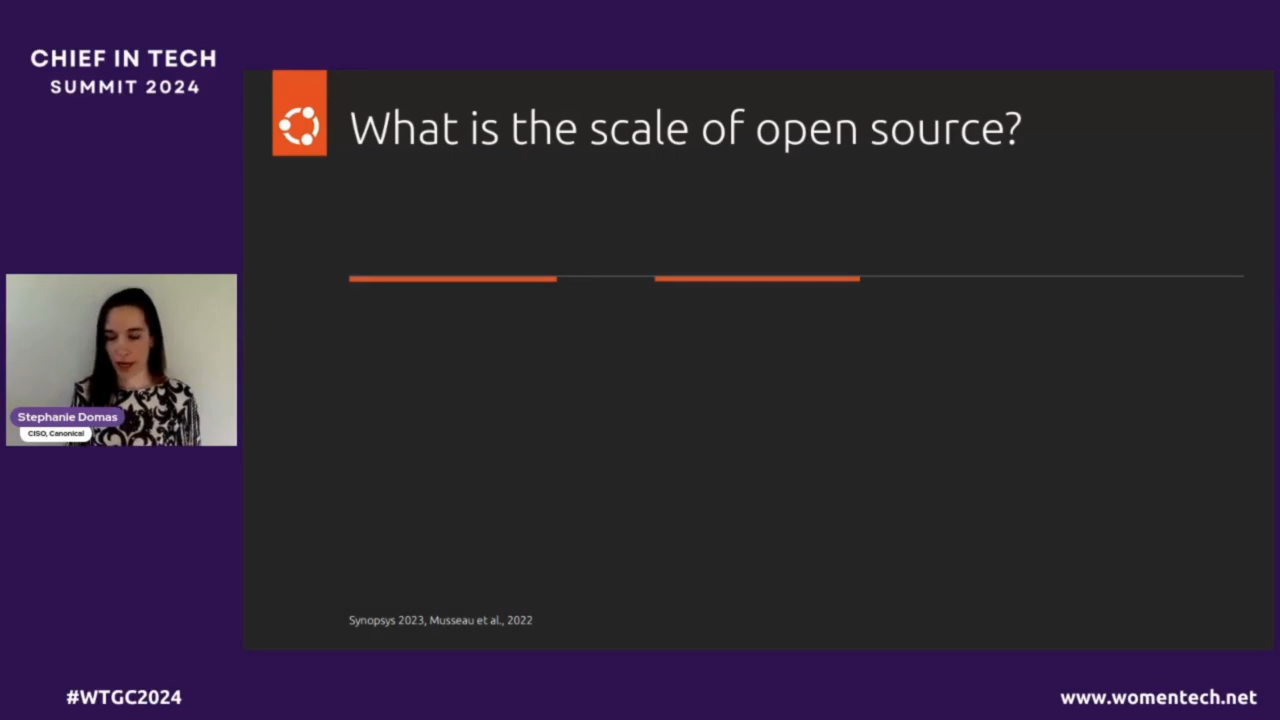 CHIEF IN TECH
SUMMIT 2024
What is the scale of open source?
Stephanie Domas
CISO, Canonical
Synopsys 2023, Musseau et al., 2022
#WTGC2024
www.womentech.net